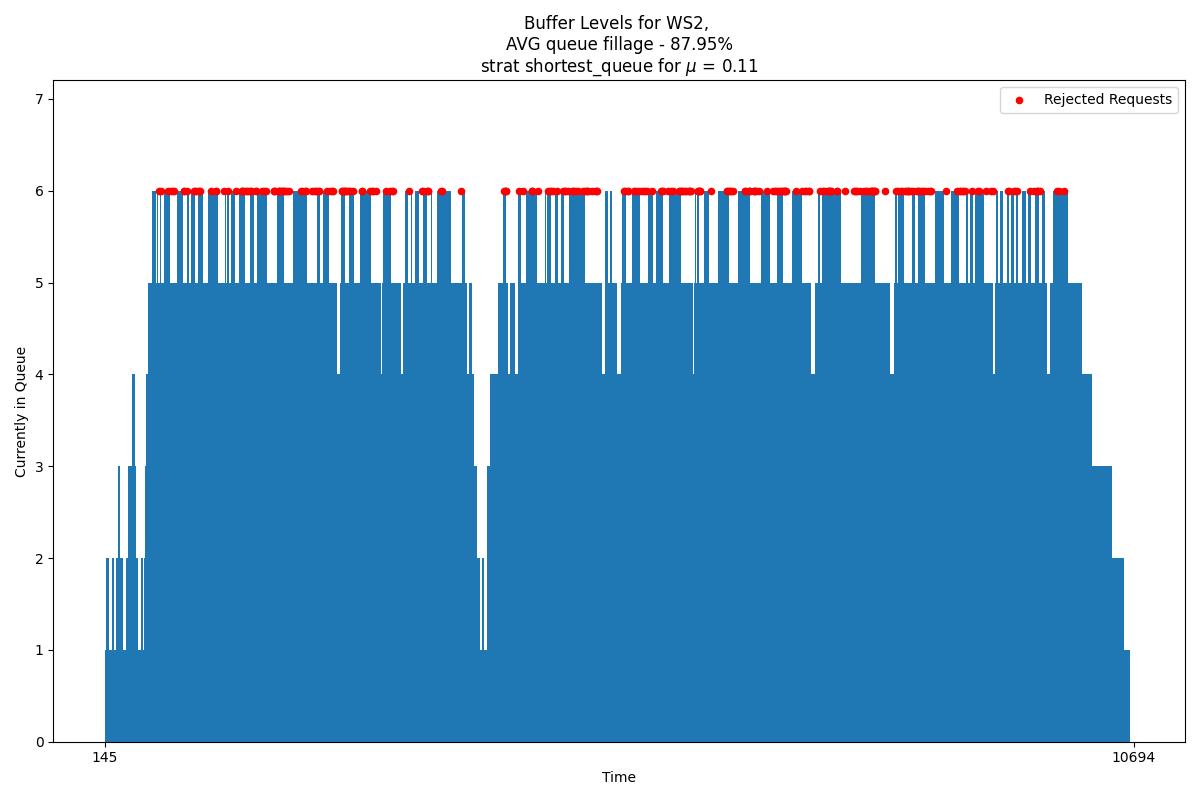 Buffer Levels for WS2,
AVG queue fillage - 87.95%
strat shortest_queue for μ = 0.11
Rejected Requests
Currently in Queue
7
6
5
4
3
2
1
0
145
10694
Time